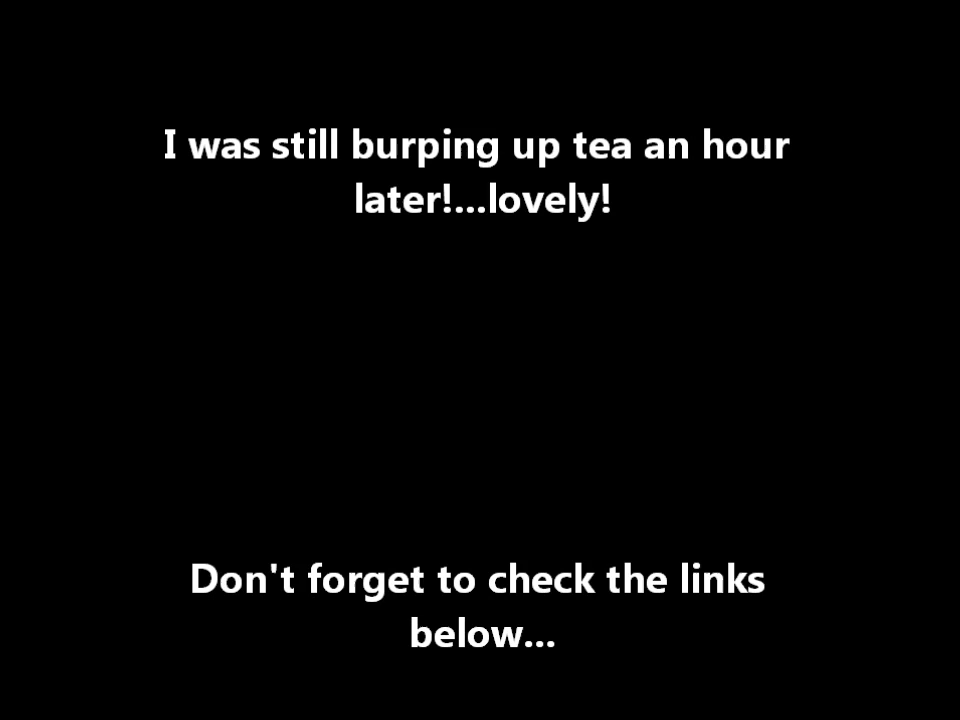 I was still burping up tea an hour
later!...lovely!
Don't forget to check the links
below...